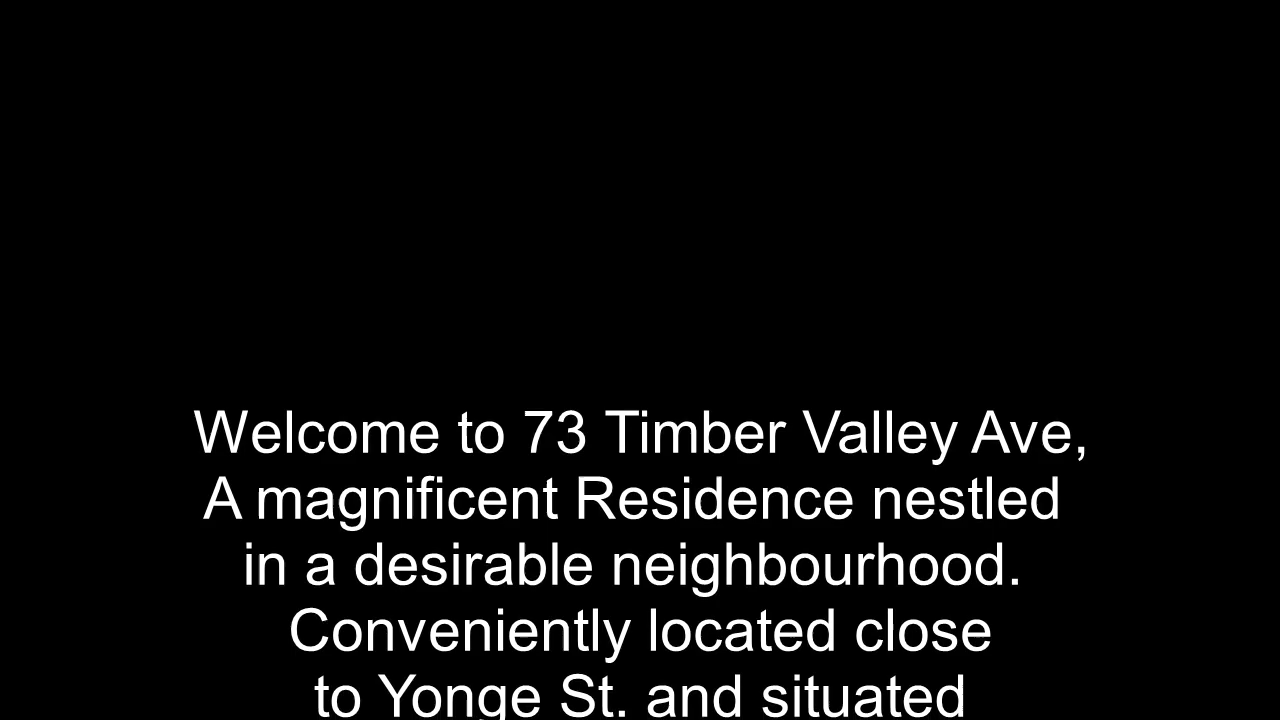 Welcome to 73 Timber Valley Ave,
A magnificent Residence nestled
in a desirable neighbourhood.
Conveniently located close
to Yonge St. and situated